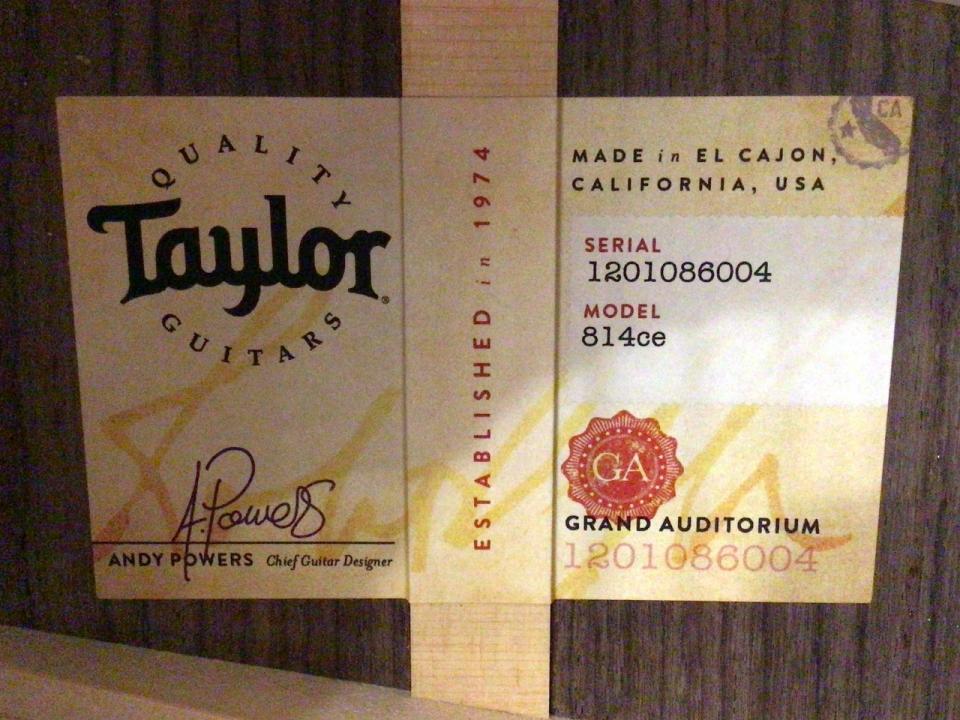 QUALITY
Taylor®
GUITARS
A. Powers
ANDY POWERS Chief Guitar Designer
ESTABLISHED in 1974
CA
MADE in EL CAJON,
CALIFORNIA, USA
SERIAL
1201086004
MODEL
814ce
GA
GRAND AUDITORIUM
1201086004